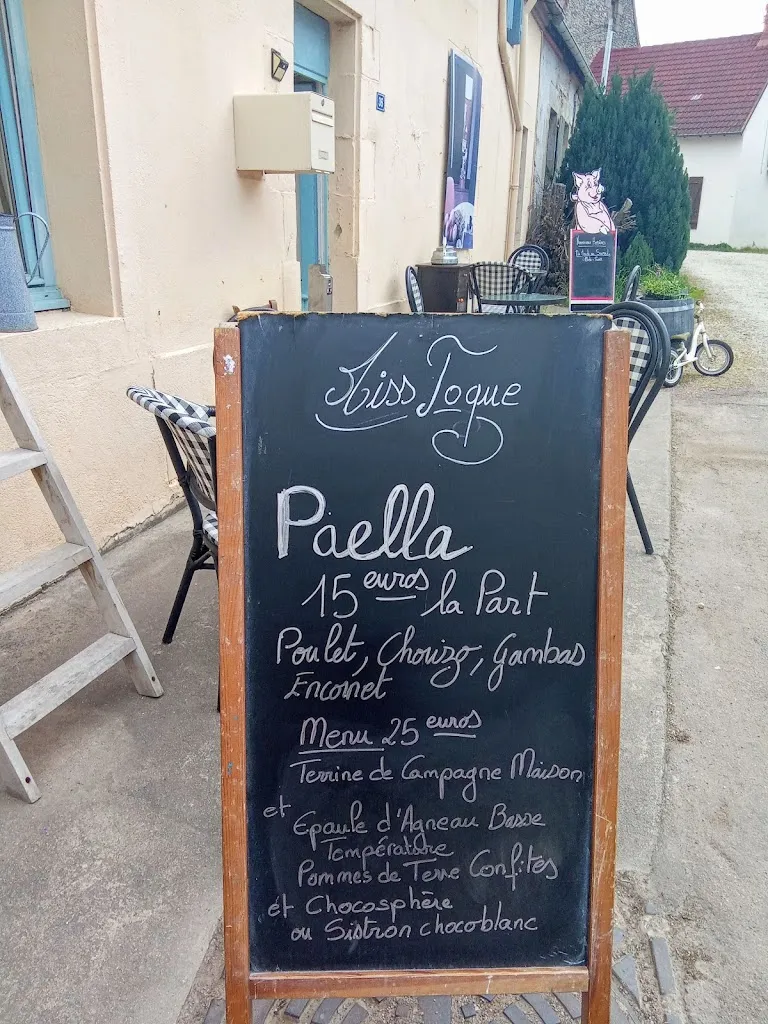 Miss Toque
Paella
15 euros la Part
Poulet, Chorizo, Gambas
Encornet
Menu 25 euros
Terrine de Campagne Maison
et
Epaule d'Agneau Basse
Température
Pommes de Terre Confites
et Chocosphère
ou Sistron chocoblanc